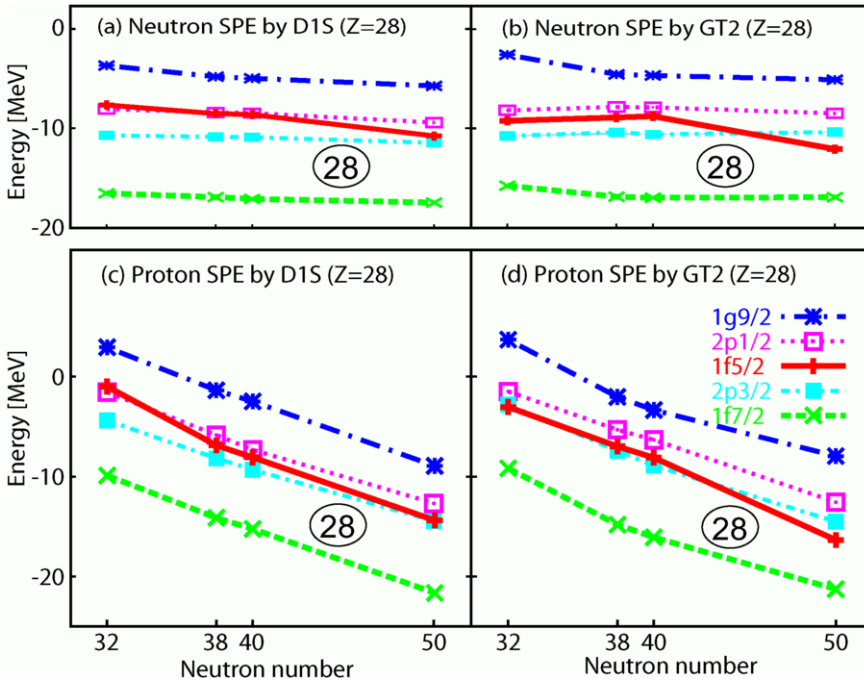 (a) Neutron SPE by D1S (Z=28)
(b) Neutron SPE by GT2 (Z=28)
0
-10
-20
Energy [MeV]
28
28
(c) Proton SPE by D1S (Z=28)
(d) Proton SPE by GT2 (Z=28)
1g9/2
2p1/2
1f5/2
2p3/2
1f7/2
0
-10
-20
Energy [MeV]
28
28
32 38 40 50
32 38 40 50
Neutron number
Neutron number